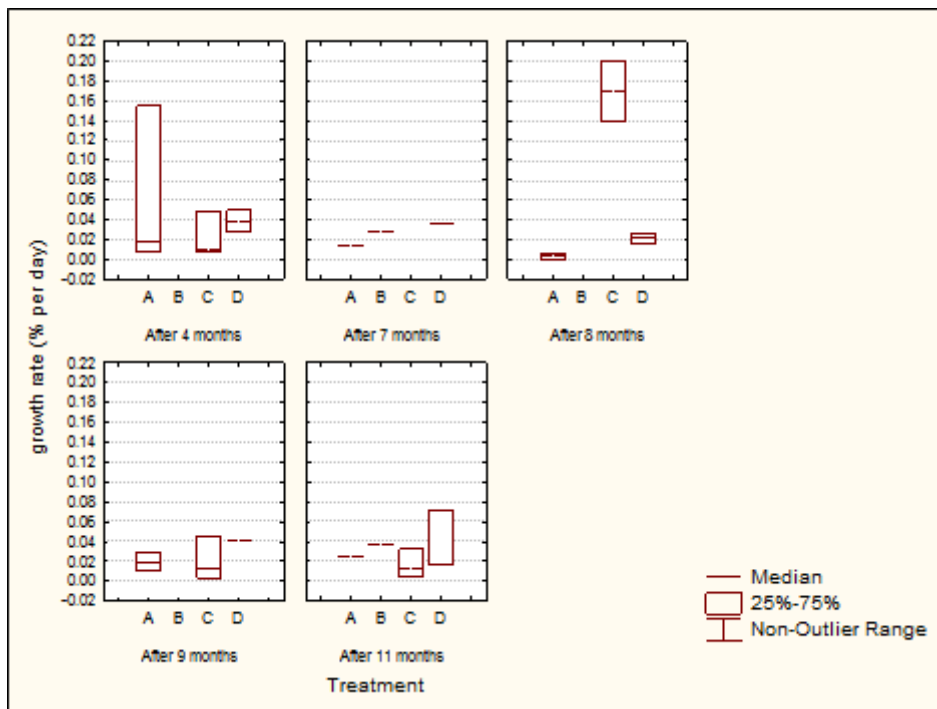 growth rate (% per day)
0.22
0.20
0.18
0.16
0.14
0.12
0.10
0.08
0.06
0.04
0.02
0.00
-0.02
A B C D
After 4 months
A B C D
After 7 months
A B C D
After 8 months
0.22
0.20
0.18
0.16
0.14
0.12
0.10
0.08
0.06
0.04
0.02
0.00
-0.02
A B C D
After 9 months
A B C D
After 11 months
Treatment
Median
25%-75%
Non-Outlier Range